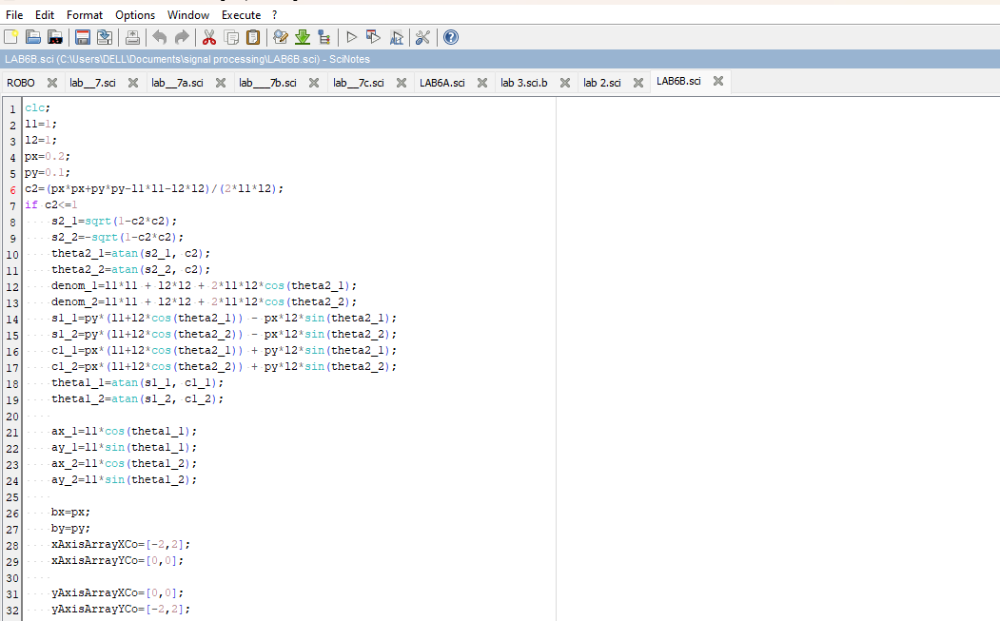 File Edit Format Options Window Execute ?
LAB6B.sci (C:\Users\DELL\Documents\signal processing\LAB6B.sci) - SciNotes
ROBO lab__7.sci lab__7a.sci lab___7b.sci lab__7c.sci LAB6A.sci lab 3.sci.b lab 2.sci LAB6B.sci
1 clc;
2 l1=1;
3 l2=1;
4 px=0.2;
5 py=0.1;
6 c2=(px*px+py*py-l1*l1-l2*l2)/(2*l1*l2);
7 if c2<=1
8 s2_1=sqrt(1-c2*c2);
9 s2_2=-sqrt(1-c2*c2);
10 theta2_1=atan(s2_1, c2);
11 theta2_2=atan(s2_2, c2);
12 denom_1=l1*l1 + l2*l2 + 2*l1*l2*cos(theta2_1);
13 denom_2=l1*l1 + l2*l2 + 2*l1*l2*cos(theta2_2);
14 s1_1=py*(l1+l2*cos(theta2_1)) - px*l2*sin(theta2_1);
15 s1_2=py*(l1+l2*cos(theta2_2)) - px*l2*sin(theta2_2);
16 c1_1=px*(l1+l2*cos(theta2_1)) + py*l2*sin(theta2_1);
17 c1_2=px*(l1+l2*cos(theta2_2)) + py*l2*sin(theta2_2);
18 theta1_1=atan(s1_1, c1_1);
19 theta1_2=atan(s1_2, c1_2);
20
21 ax_1=l1*cos(theta1_1);
22 ay_1=l1*sin(theta1_1);
23 ax_2=l1*cos(theta1_2);
24 ay_2=l1*sin(theta1_2);
25
26 bx=px;
27 by=py;
28 xAxisArrayXCo=[-2,2];
29 xAxisArrayYCo=[0,0];
30
31 yAxisArrayXCo=[0,0];
32 yAxisArrayYCo=[-2,2];